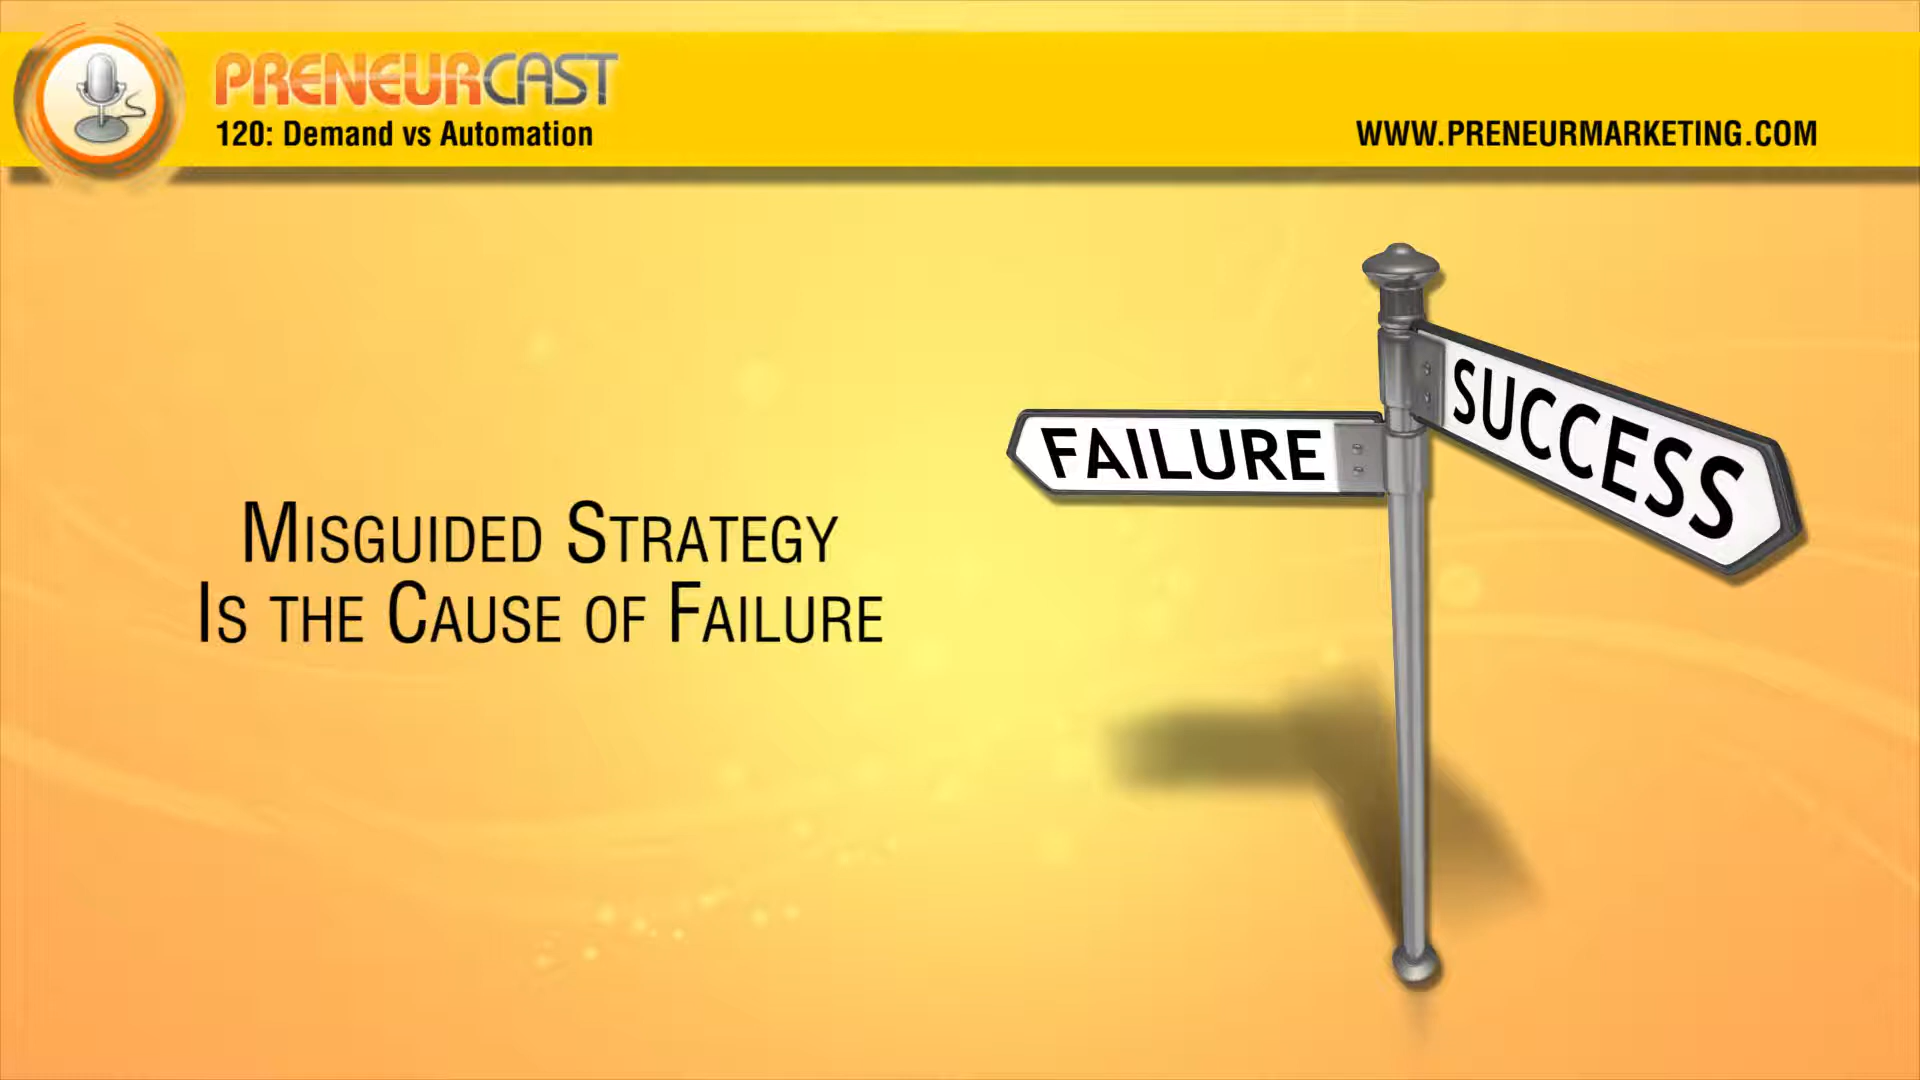 PRENEURCAST
120: Demand vs Automation
WWW.PRENEURMARKETING.COM
SUCCESS
FAILURE
MISGUIDED STRATEGY
IS THE CAUSE OF FAILURE